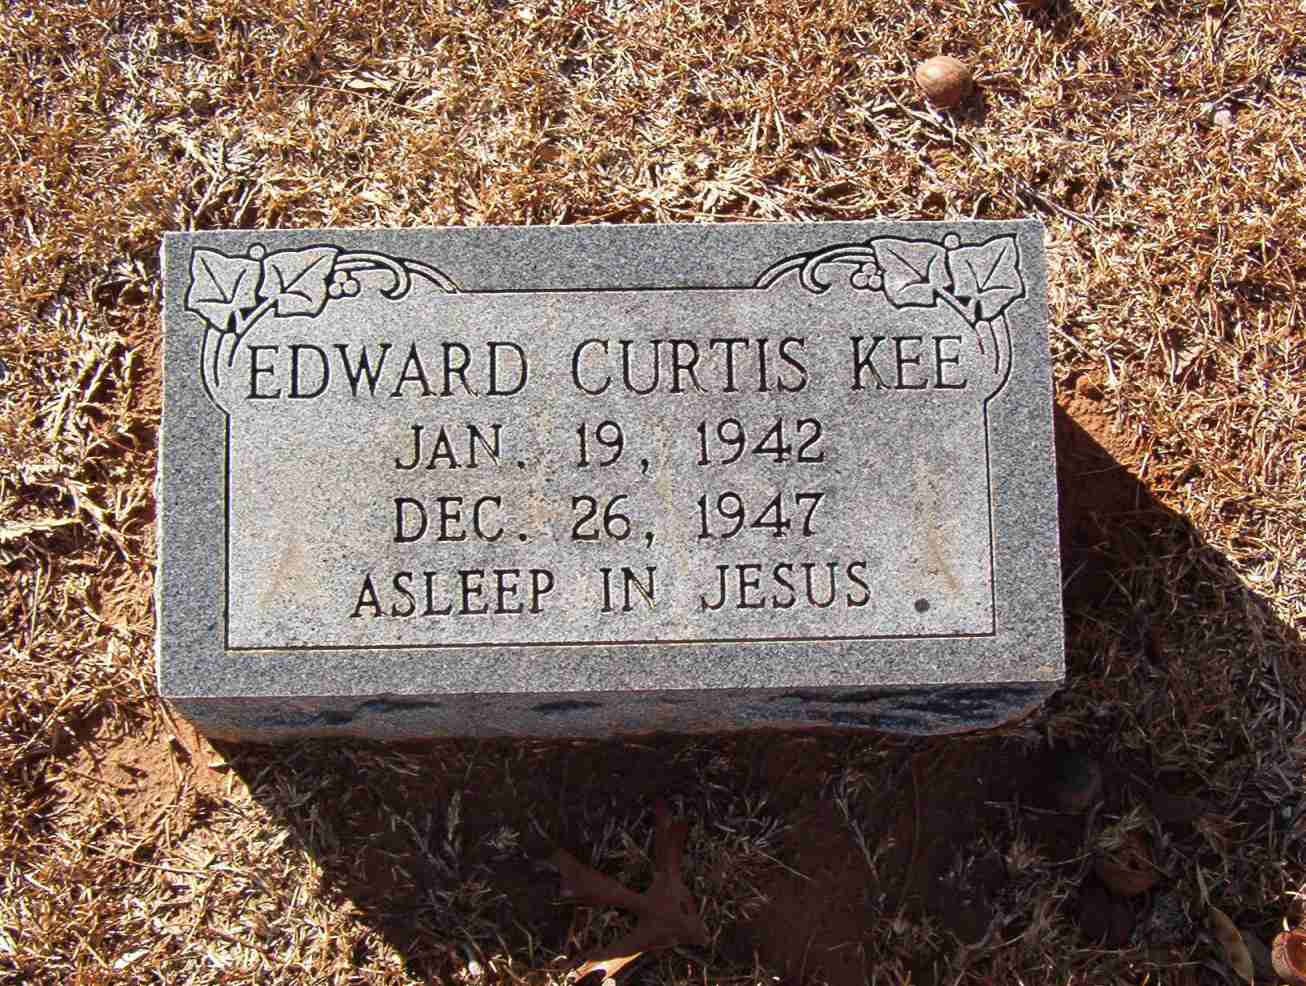 EDWARD CURTIS KEE
JAN. 19, 1942
DEC. 26, 1947
ASLEEP IN JESUS